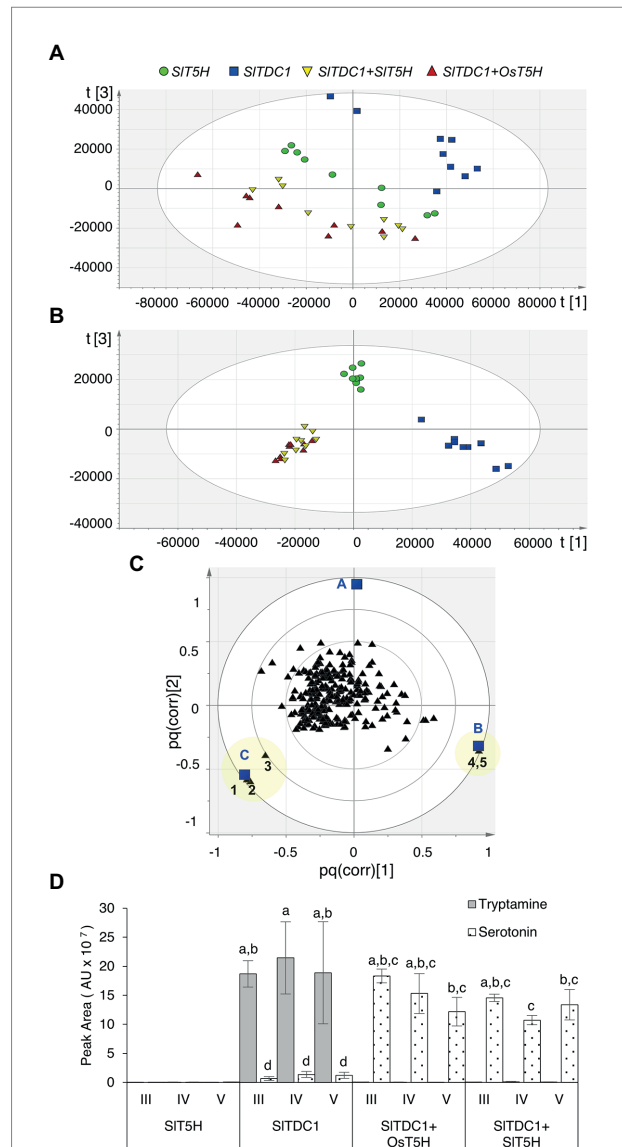 A
SlT5H SlTDC1 SlTDC1+SlT5H SlTDC1+OsT5H
t [3]
40000
20000
0
-20000
-40000
-80000 -60000 -40000 -20000 0 20000 40000 60000 80000 t [1]
B
t [3]
20000
0
-20000
-40000
-60000 -40000 -20000 0 20000 40000 60000 t [1]
C
A
1
0.5
0
-0.5
-1
pq(corr)[2]
B
C
3
1 2
4,5
-1 -0.5 0 0.5 1
pq(corr)[1]
D
30
25
20
15
10
5
0
Peak Area ( AU x 10 7 )
Tryptamine
Serotonin
a,b a a,b
d d d
a,b,c a,b,c b,c a,b,c c b,c
III IV V III IV V III IV V III IV V
SlT5H SlTDC1 SlTDC1+ SlTDC1+
OsT5H SlT5H